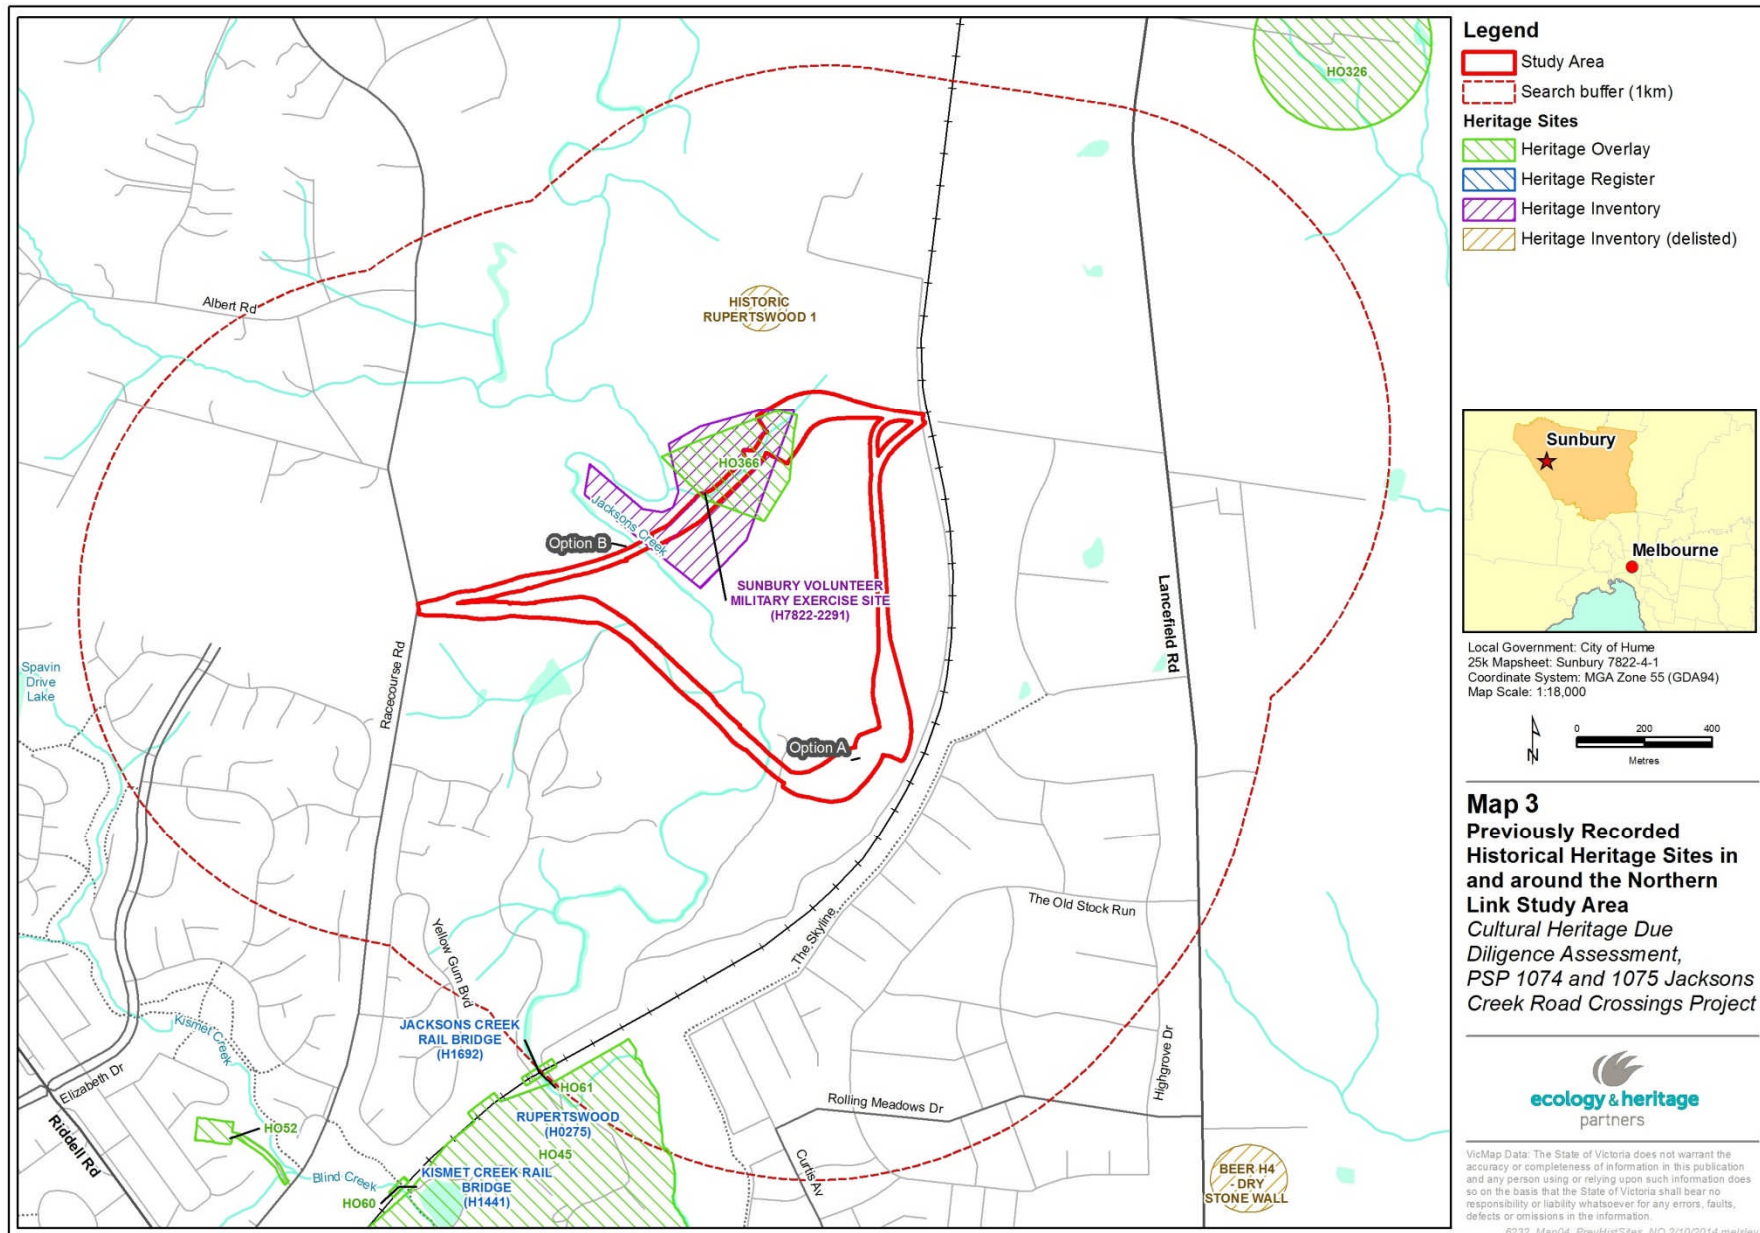 HO326
Albert Rd
HISTORIC
RUPERTSWOOD 1
HO366
Jacksons Creek
Option B
SUNBURY VOLUNTEER
MILITARY EXERCISE SITE
(H7822-2291)
Lancefield Rd
Racecourse Rd
Spavin
Drive
Lake
Option A
The Old Stock Run
The Skyline
Yellow Gum Bvd
JACKSONS CREEK
RAIL BRIDGE
(H1692)
Kismet Creek
Elizabeth Dr
Riddell Rd
HO61
Highgrove Dr
Rolling Meadows Dr
RUPERTSWOOD
(H0275)
HO52
HO45
Curtis Av
Blind Creek
KISMET CREEK RAIL
BRIDGE
(H1441)
HO60
BEER H4
- DRY
STONE WALL
Legend
Study Area
Search buffer (1km)
Heritage Sites
Heritage Overlay
Heritage Register
Heritage Inventory
Heritage Inventory (delisted)
Sunbury
Melbourne
Local Government: City of Hume
25k Mapsheet: Sunbury 7822-4-1
Coordinate System: MGA Zone 55 (GDA94)
Map Scale: 1:18,000
N
0 200 400
Metres
Map 3
Previously Recorded
Historical Heritage Sites in
and around the Northern
Link Study Area
Cultural Heritage Due
Diligence Assessment,
PSP 1074 and 1075 Jacksons
Creek Road Crossings Project
ecology & heritage
partners
VicMap Data: The State of Victoria does not warrant the
accuracy or completeness of information in this publication
and any person using or relying upon such information does
so on the basis that the State of Victoria shall bear no
responsibility or liability whatsoever for any errors, faults,
defects or omissions in the information.